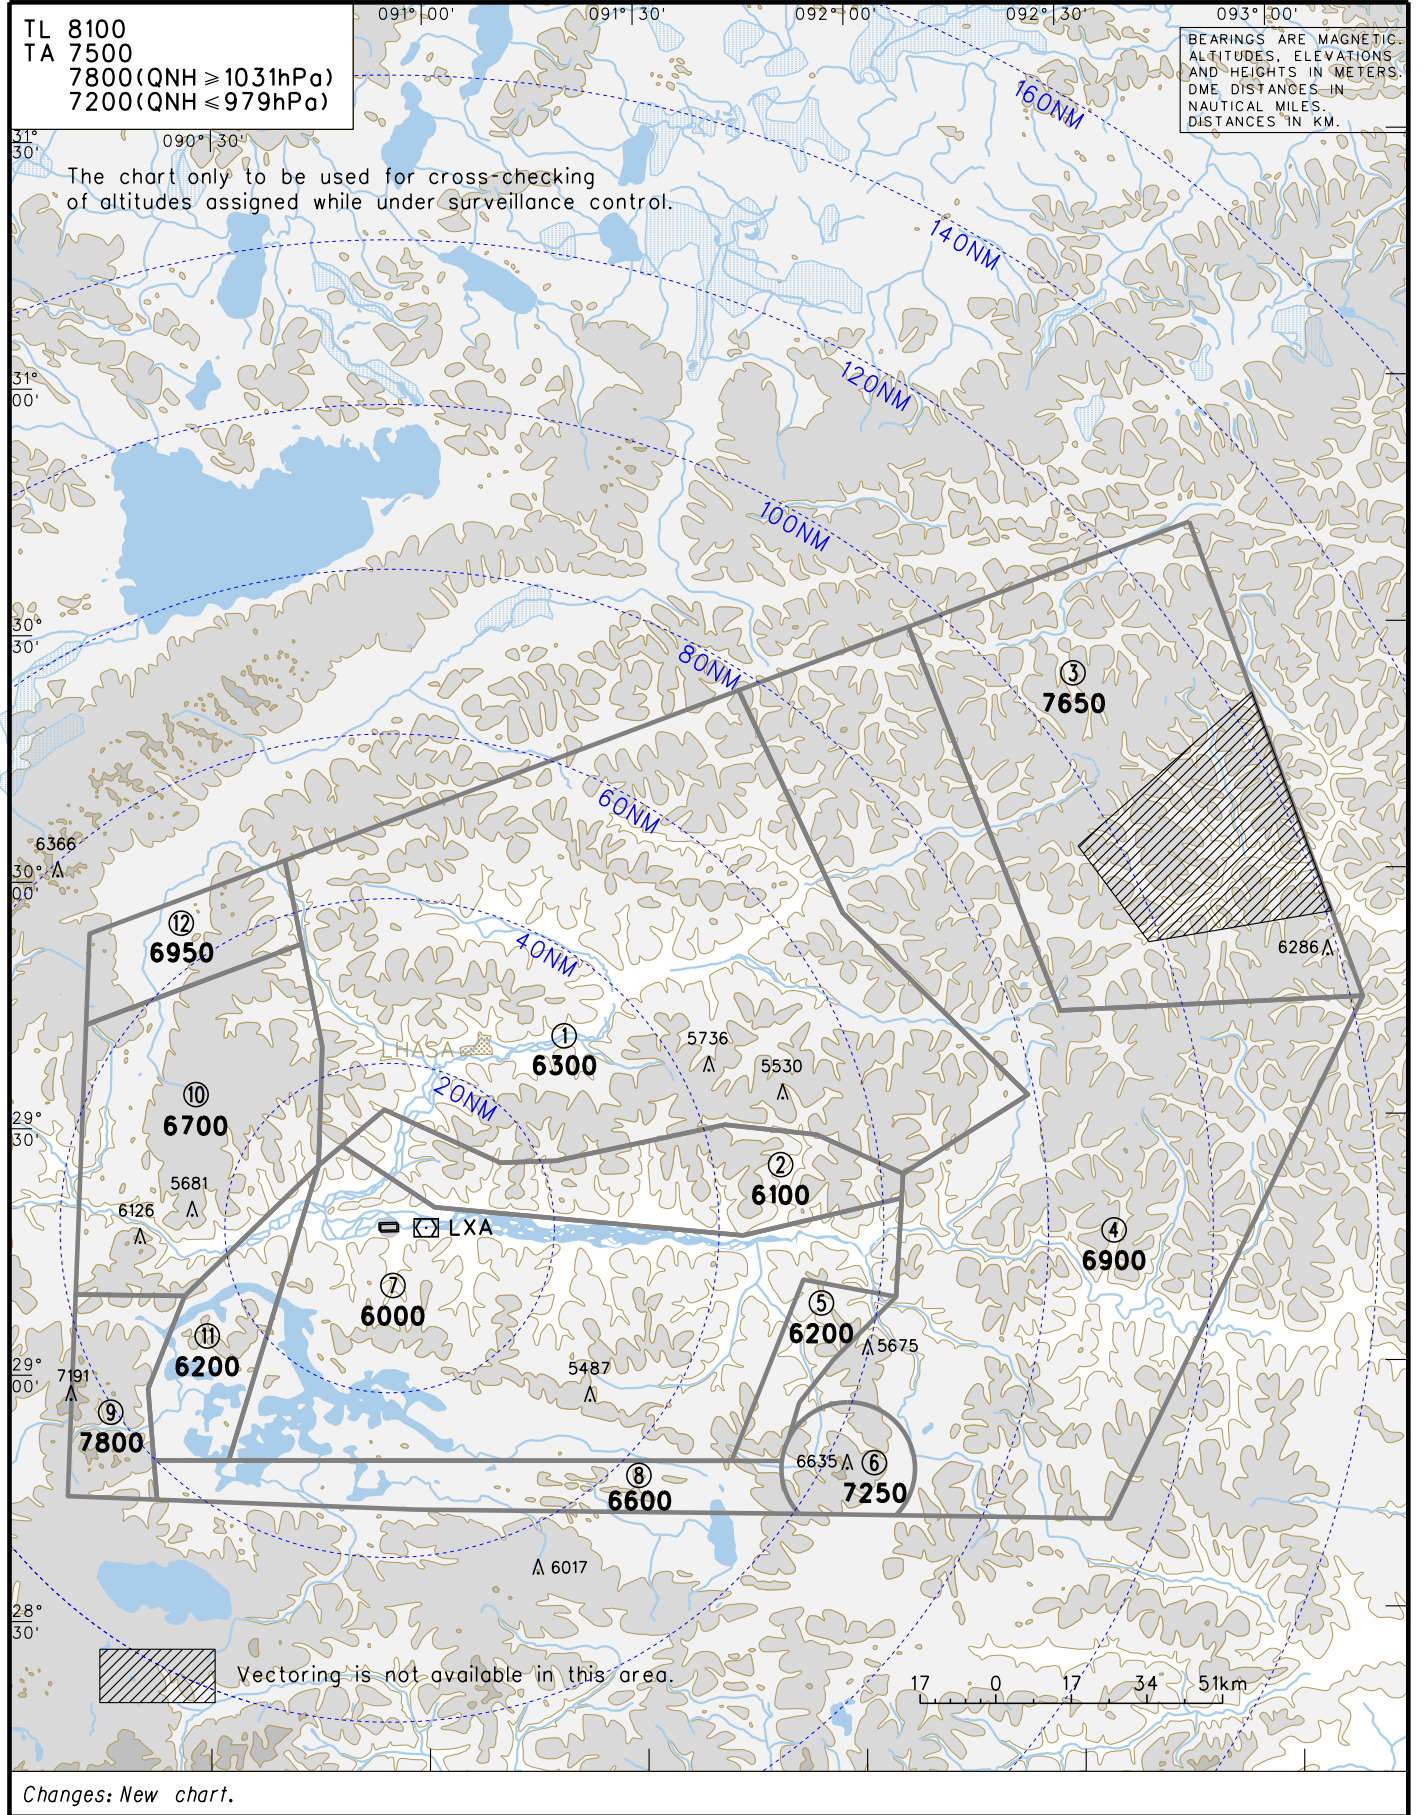 TL 8100
TA 7500
7800(QNH ≥1031hPa)
7200(QNH ≤979hPa)
091° 00'
091° 30'
092° 00'
092° 30'
093° 00'
BEARINGS ARE MAGNETIC.
ALTITUDES, ELEVATIONS
AND HEIGHTS IN METERS.
DME DISTANCES IN
NAUTICAL MILES.
DISTANCES IN KM.
160NM
31°
30'
090° 30'
The chart only to be used for cross-checking
of altitudes assigned while under surveillance control.
140NM
31°
00'
120NM
100NM
30°
30'
80NM
③
7650
60NM
6366
30°
00'
⑫
6950
40NM
6286
LHASA
①
6300
5736
5530
20NM
⑩
6700
29°
30'
②
6100
5681
6126
LXA
④
6900
⑦
6000
⑤
6200
⑪
6200
5675
29°
00'
7191
5487
⑨
7800
6635
⑥
7250
⑧
6600
6017
28°
30'
Vectoring is not available in this area.
17 0 17 34 51km
Changes: New chart.